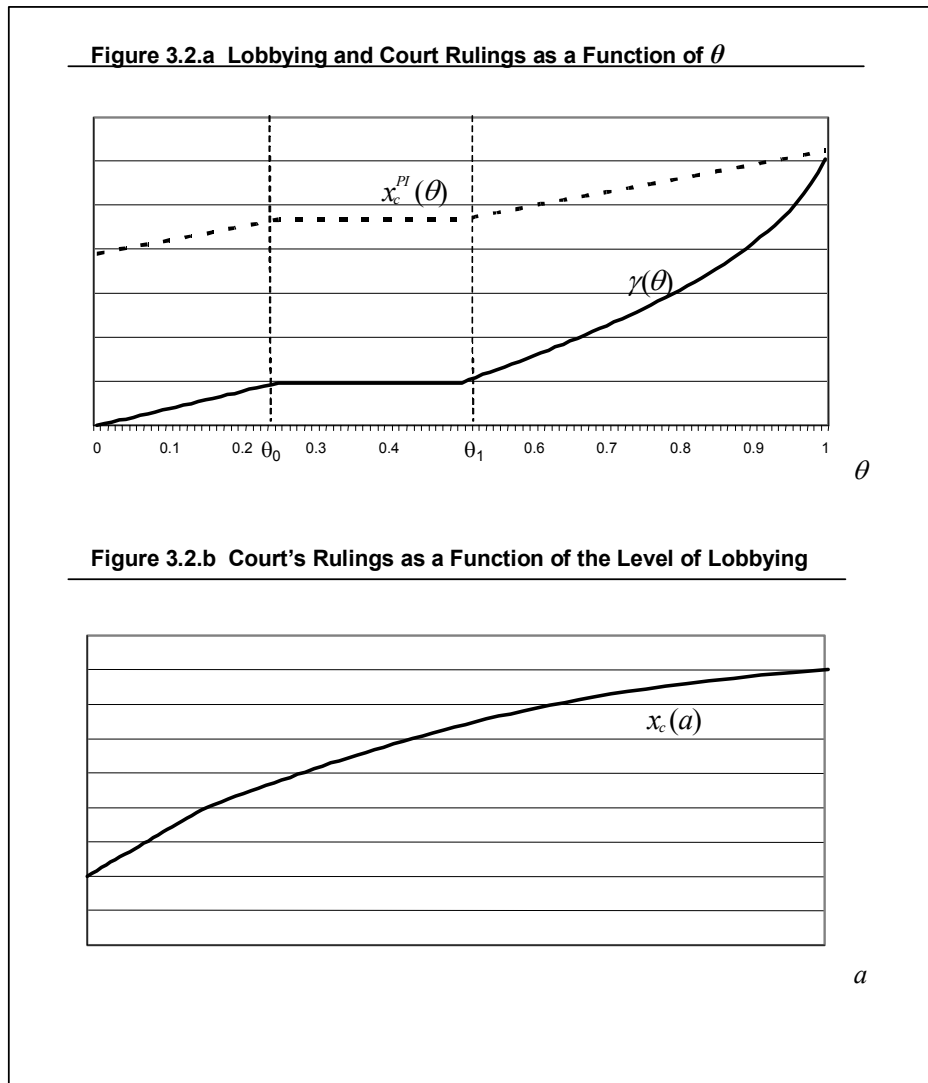 Figure 3.2.a Lobbying and Court Rulings as a Function of θ
x_c^{PI}(θ)
γ(θ)
0 0.1 0.2 θ₀ 0.3 0.4 θ₁ 0.6 0.7 0.8 0.9 1
θ
Figure 3.2.b Court’s Rulings as a Function of the Level of Lobbying
x_c(a)
a